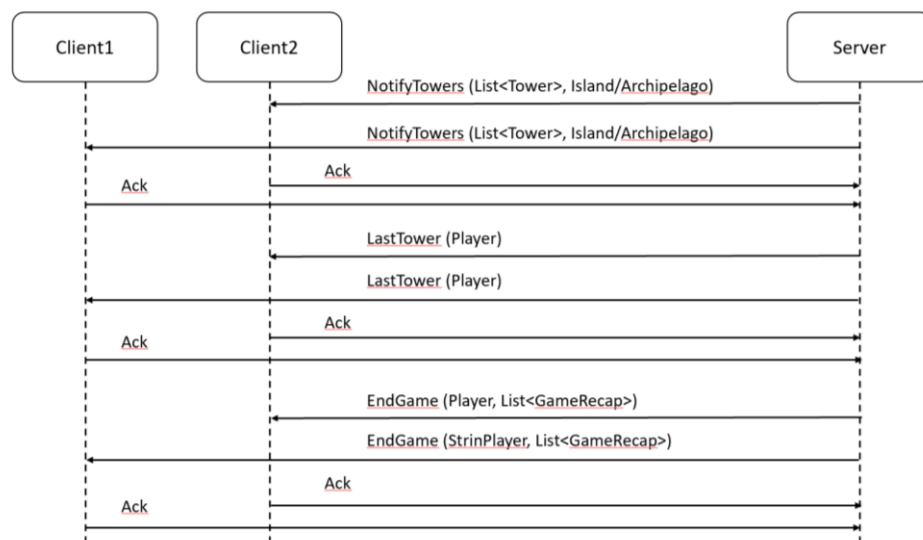 Client1
Client2
Server
NotifyTowers (List<Tower>, Island/Archipelago)
NotifyTowers (List<Tower>, Island/Archipelago)
Ack
Ack
LastTower (Player)
LastTower (Player)
Ack
Ack
EndGame (Player, List<GameRecap>)
EndGame (StrinPlayer, List<GameRecap>)
Ack
Ack